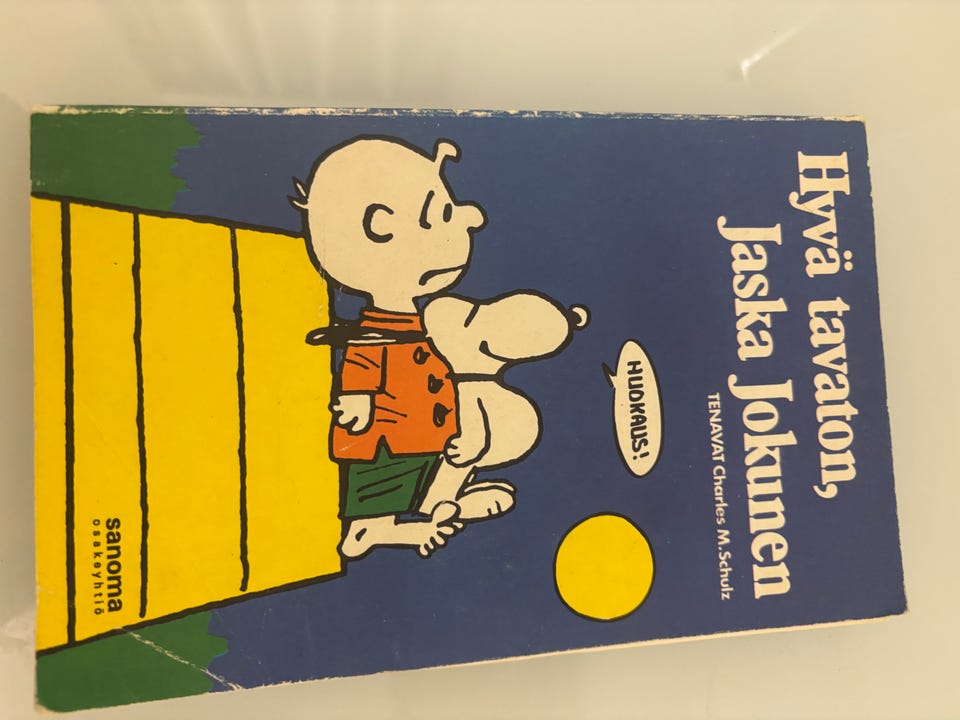 Hyvä tavaton,
Jaska Jokunen
TENAVAT Charles M. Schulz
HUOKAUS!
sanoma
osakeyhtiö